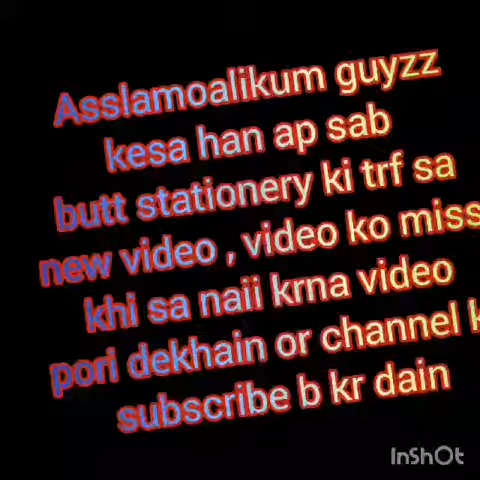 Asslamoalikum guyzz
kesa han ap sab
butt stationery ki trf sa
new video , video ko miss
khi sa naii krna video
pori dekhain or channel k
subscribe b kr dain
InShOt